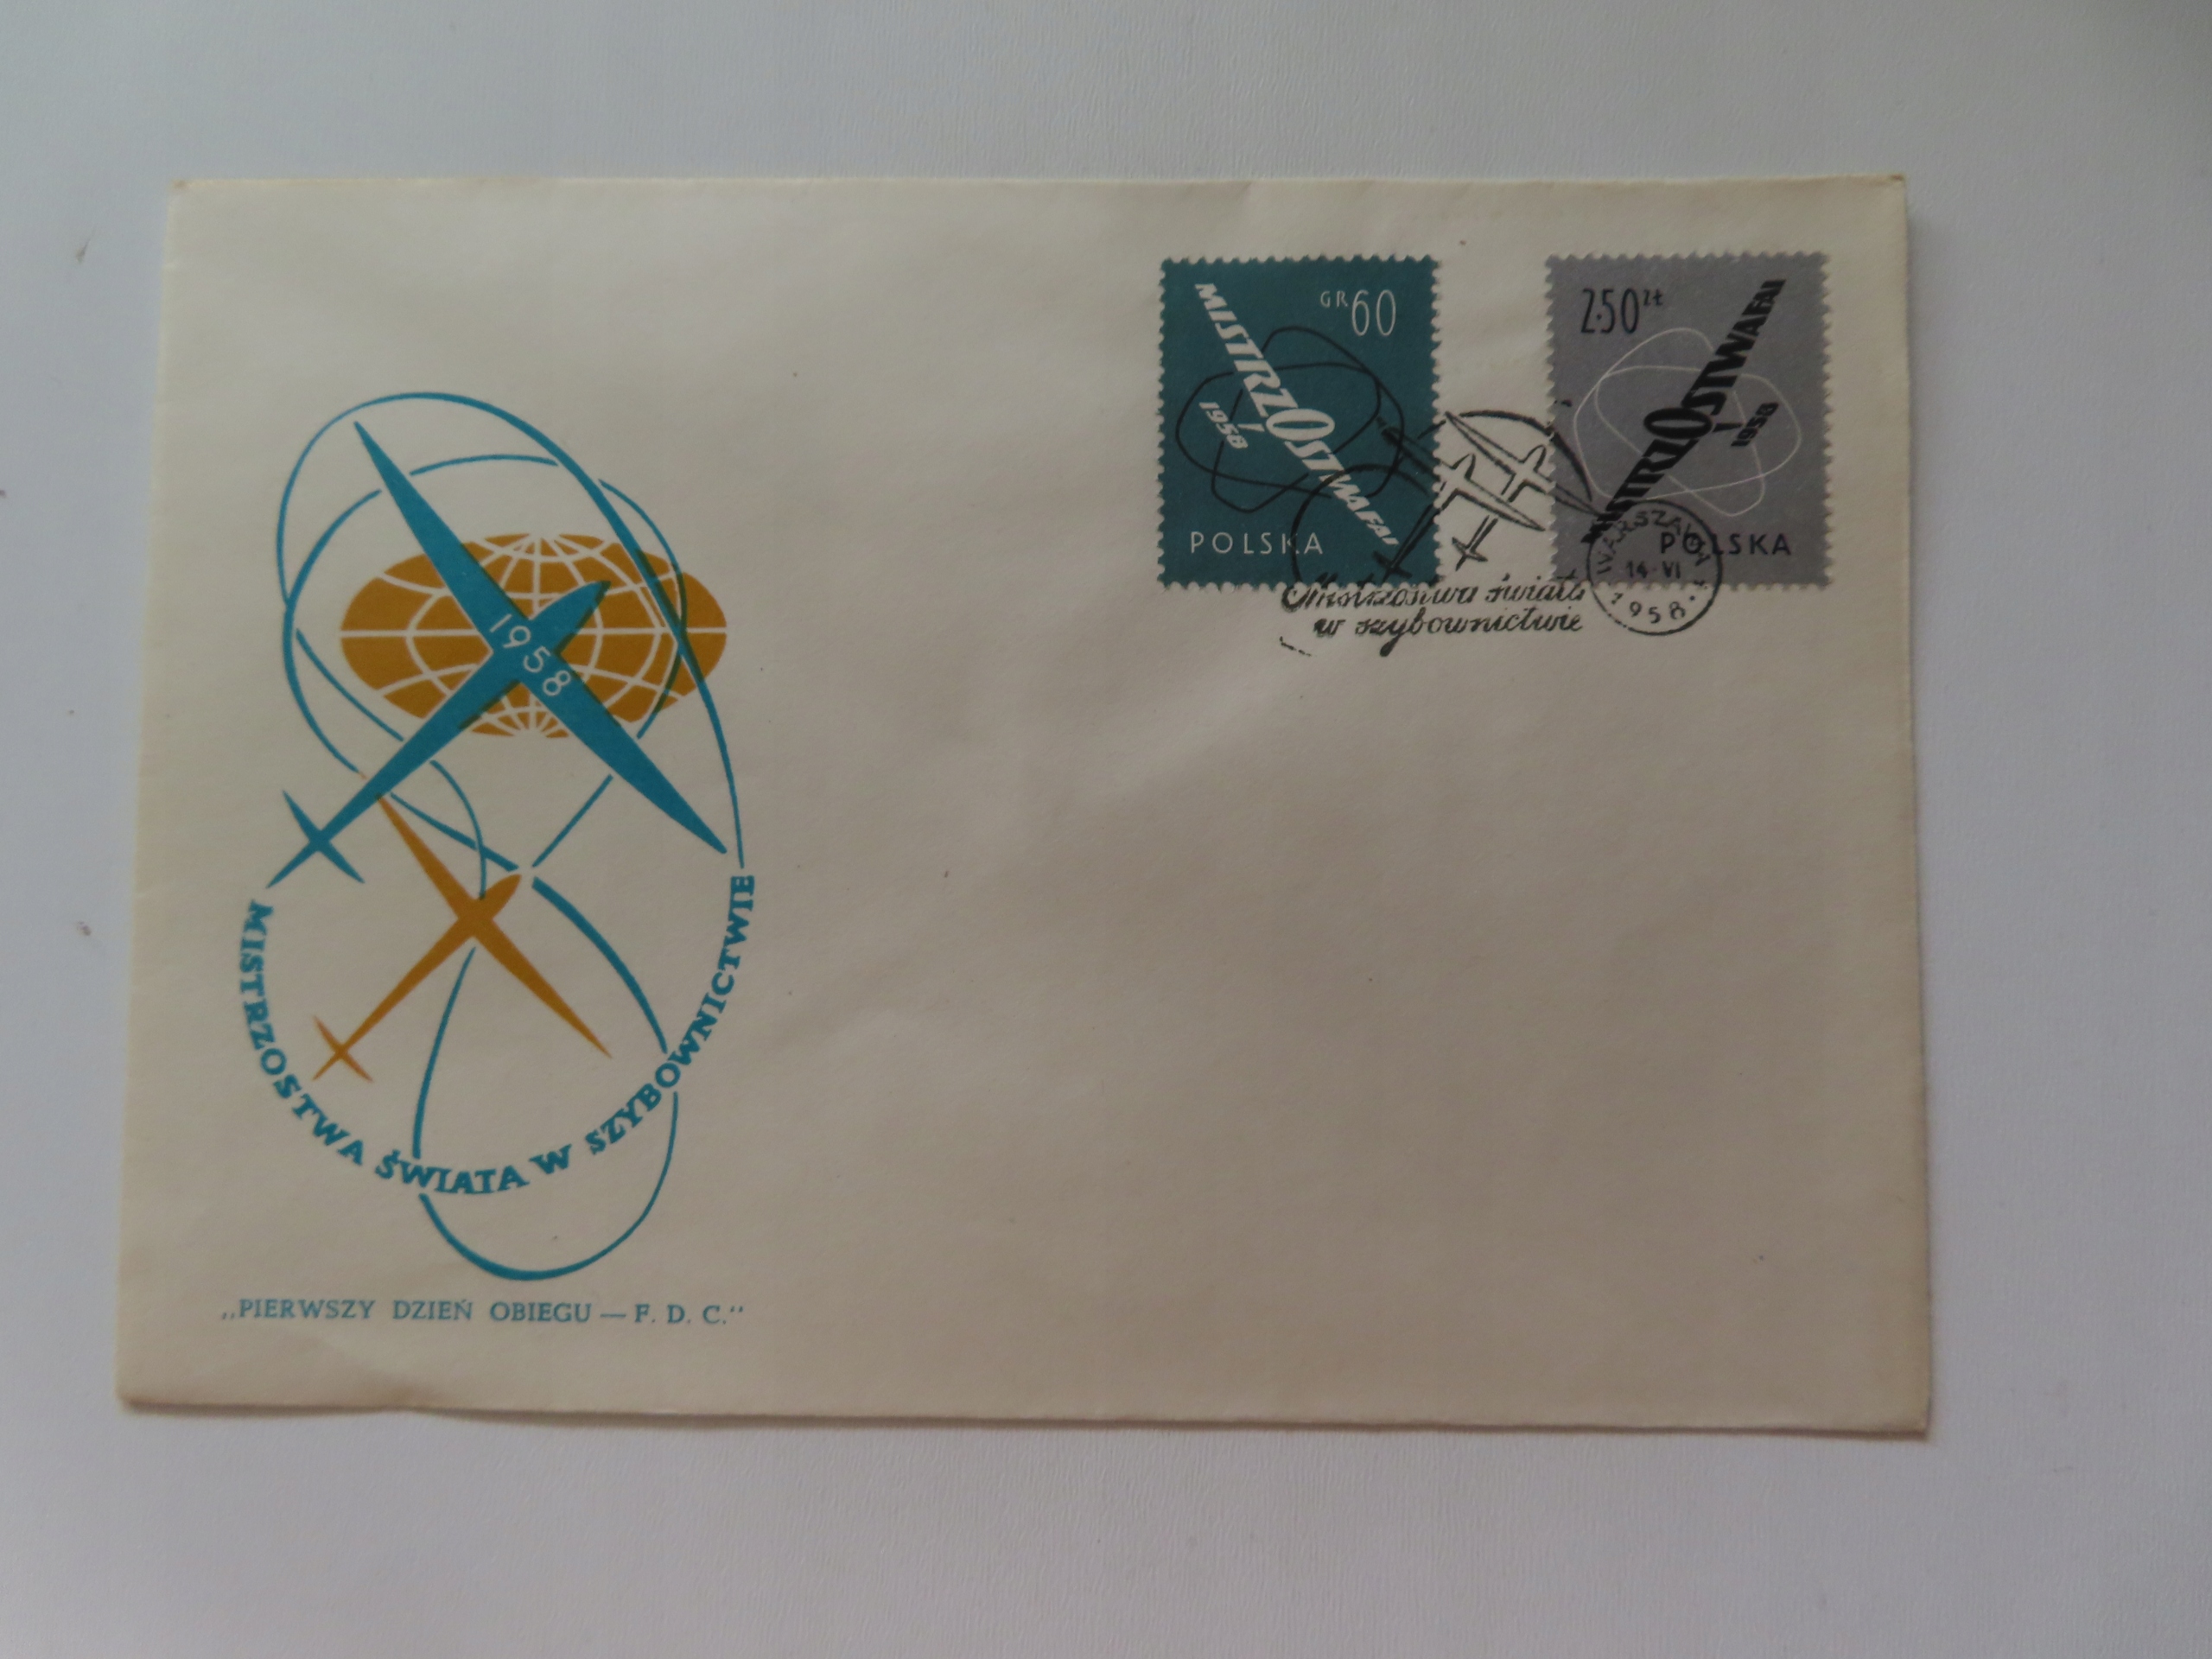 MISTRZOSTWA FAI
GR 60
1958
POLSKA
2·50 zł
MISTRZOSTWA FAI
1958
POLSKA
Mistrzostwa świata
w szybownictwie
WARSZAWA
14·VI
1958
1958
MISTRZOSTWA ŚWIATA W SZYBOWNICTWIE
„PIERWSZY DZIEŃ OBIEGU — F. D. C."